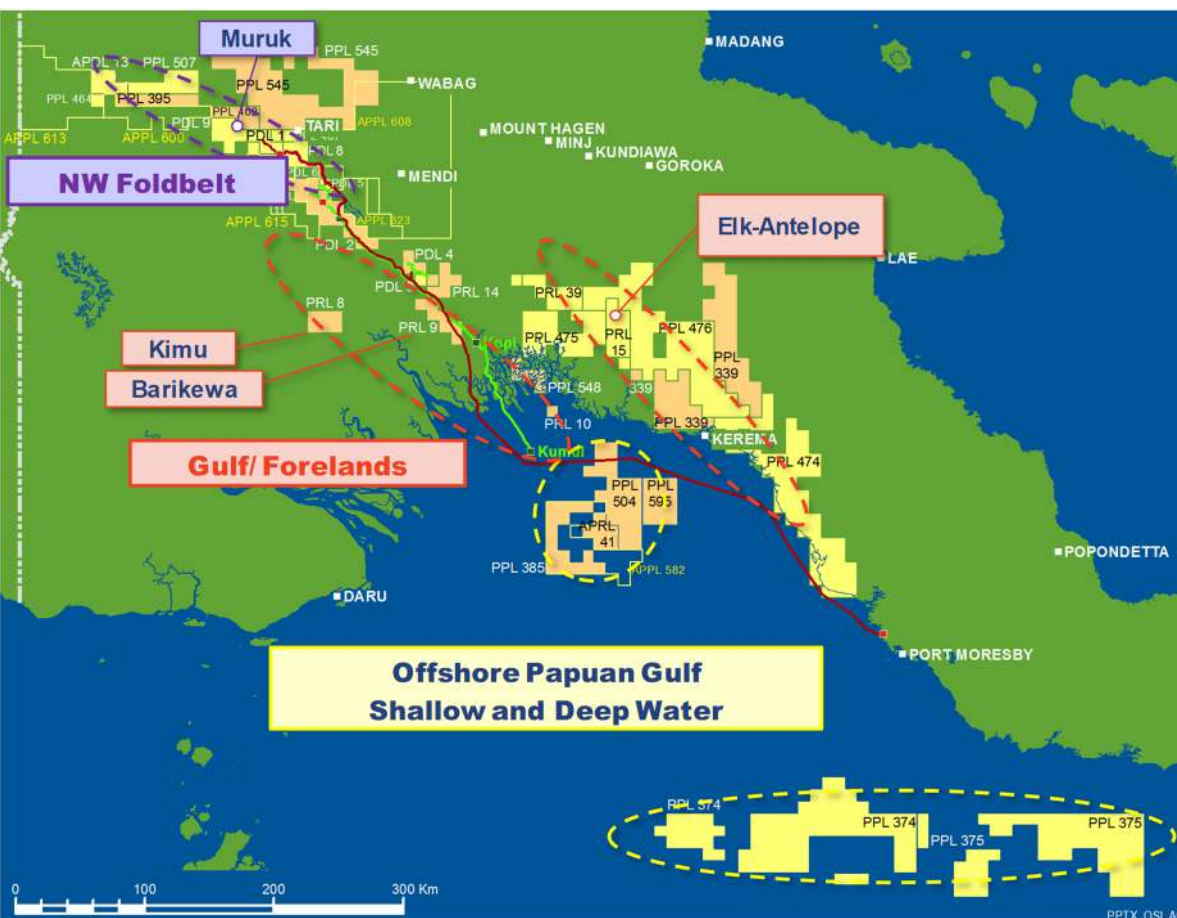 Muruk
MADANG
APDL 13
PPL 507
PPL 545
PPL 545
WABAG
PPL 464
PPL 395
PDL 9
TARI
APPL 608
APPL 613
APPL 600
PDL 1
PDL 8
MOUNT HAGEN
MINJ
KUNDIAWA
GOROKA
NW Foldbelt
PDL 6
MENDI
APPL 615
APPL 623
PDL 2
Elk-Antelope
LAE
PDL 4
PRL 14
PRL 39
PRL 8
PRL 9
Kopi
PPL 475
PRL
15
PPL 476
PPL
339
Kimu
Barikewa
PPL 548
339
PRL 10
PPL 339
KEREMA
Gulf/ Forelands
Kumul
PRL 474
PPL
504
PPL
595
APRL
41
PPL 385
APPL 582
POPONDETTA
DARU
PORT MORESBY
Offshore Papuan Gulf
Shallow and Deep Water
PPL 374
PPL 374
PPL 375
PPL 375
0 100 200 300 Km